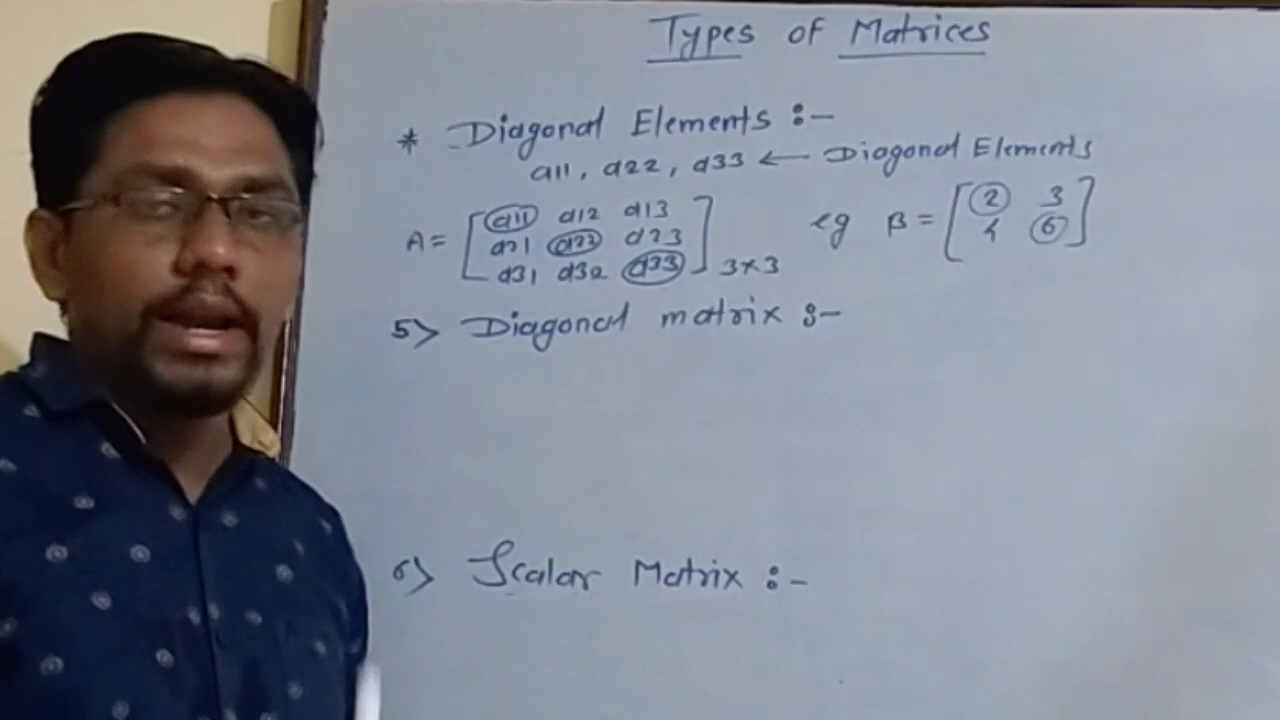 Types of Matrices
* Diagonal Elements :-
a11, a22, a33 ← Diagonal Elements
A = [ a11 a12 a13
a21 a22 a23
a31 a32 a33 ] 3×3
eg B = [ 2 3
4 6 ]
5> Diagonal matrix :-
6> Scalar Matrix :-